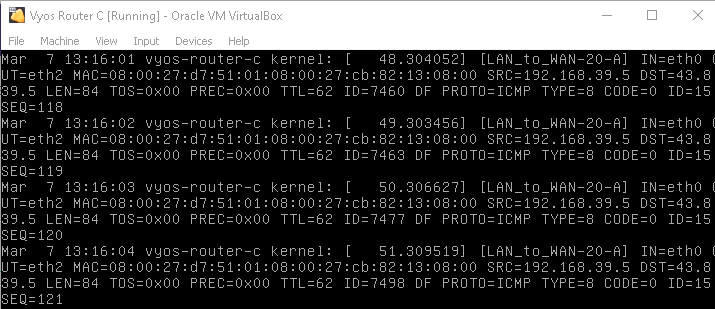 Vyos Router C [Running] - Oracle VM VirtualBox
File Machine View Input Devices Help
Mar  7 13:16:01 vyos-router-c kernel: [   48.304052] [LAN_to_WAN-20-A] IN=eth0 O
UT=eth2 MAC=08:00:27:d7:51:01:08:00:27:cb:82:13:08:00 SRC=192.168.39.5 DST=43.8
39.5 LEN=84 TOS=0x00 PREC=0x00 TTL=62 ID=7460 DF PROTO=ICMP TYPE=8 CODE=0 ID=15
SEQ=118
Mar  7 13:16:02 vyos-router-c kernel: [   49.303456] [LAN_to_WAN-20-A] IN=eth0 O
UT=eth2 MAC=08:00:27:d7:51:01:08:00:27:cb:82:13:08:00 SRC=192.168.39.5 DST=43.8
39.5 LEN=84 TOS=0x00 PREC=0x00 TTL=62 ID=7463 DF PROTO=ICMP TYPE=8 CODE=0 ID=15
SEQ=119
Mar  7 13:16:03 vyos-router-c kernel: [   50.306627] [LAN_to_WAN-20-A] IN=eth0 O
UT=eth2 MAC=08:00:27:d7:51:01:08:00:27:cb:82:13:08:00 SRC=192.168.39.5 DST=43.8
39.5 LEN=84 TOS=0x00 PREC=0x00 TTL=62 ID=7477 DF PROTO=ICMP TYPE=8 CODE=0 ID=15
SEQ=120
Mar  7 13:16:04 vyos-router-c kernel: [   51.309519] [LAN_to_WAN-20-A] IN=eth0 O
UT=eth2 MAC=08:00:27:d7:51:01:08:00:27:cb:82:13:08:00 SRC=192.168.39.5 DST=43.8
39.5 LEN=84 TOS=0x00 PREC=0x00 TTL=62 ID=7498 DF PROTO=ICMP TYPE=8 CODE=0 ID=15
SEQ=121